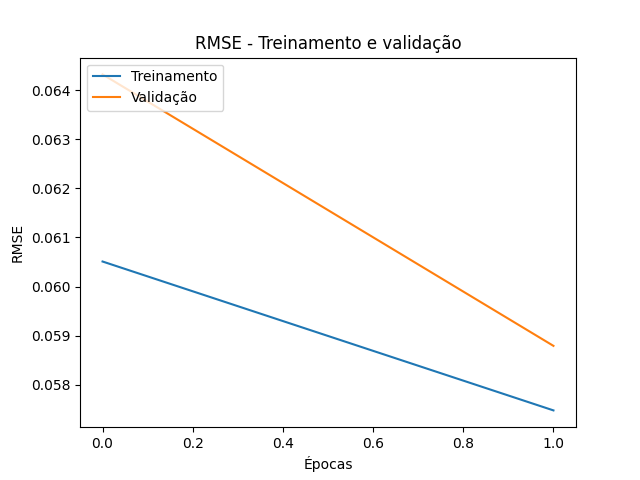 RMSE - Treinamento e validação
Treinamento
Validação
0.064
0.063
0.062
0.061
0.060
0.059
0.058
RMSE
0.0
0.2
0.4
0.6
0.8
1.0
Épocas